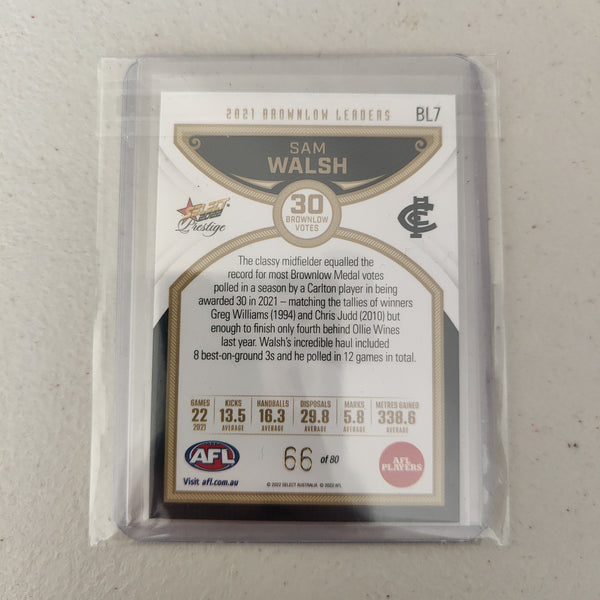 2021 BROWNLOW LEADERS
BL7
SAM
WALSH
SELECT
2022
Prestige
30
BROWNLOW
VOTES
CFC
The classy midfielder equalled the
record for most Brownlow Medal votes
polled in a season by a Carlton player in being
awarded 30 in 2021 – matching the tallies of winners
Greg Williams (1994) and Chris Judd (2010) but
enough to finish only fourth behind Ollie Wines
last year. Walsh's incredible haul included
8 best-on-ground 3s and he polled in 12 games in total.
GAMES KICKS HANDBALLS DISPOSALS MARKS METRES GAINED
22 13.5 16.3 29.8 5.8 338.6
2021 AVERAGE AVERAGE AVERAGE AVERAGE AVERAGE
AFL
Visit afl.com.au
66 of 80
AFL
PLAYERS
© 2022 SELECT AUSTRALIA © 2022 AFL